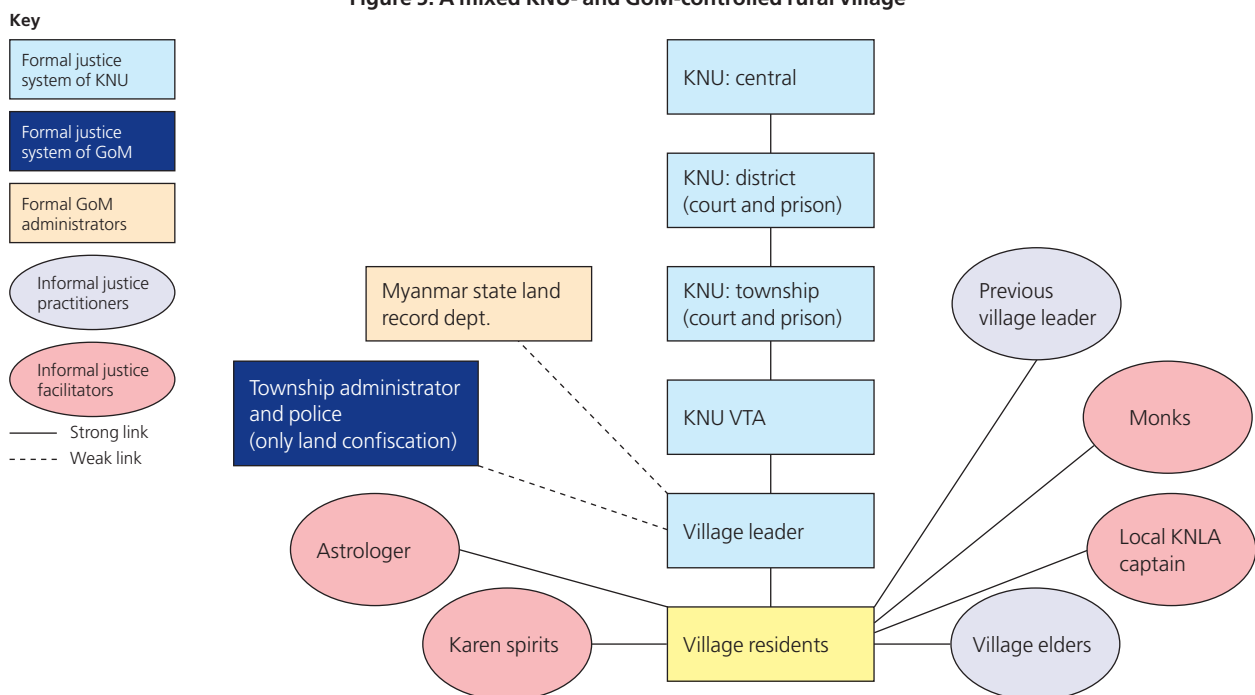 Figure 3: A mixed KNU- and GoM-controlled rural village
Key
Formal justice
system of KNU
Formal justice
system of GoM
Formal GoM
administrators
Informal justice
practitioners
Informal justice
facilitators
Strong link
Weak link
KNU: central
KNU: district
(court and prison)
KNU: township
(court and prison)
KNU VTA
Village leader
Village residents
Myanmar state land
record dept.
Township administrator
and police
(only land confiscation)
Astrologer
Karen spirits
Previous
village leader
Monks
Local KNLA
captain
Village elders